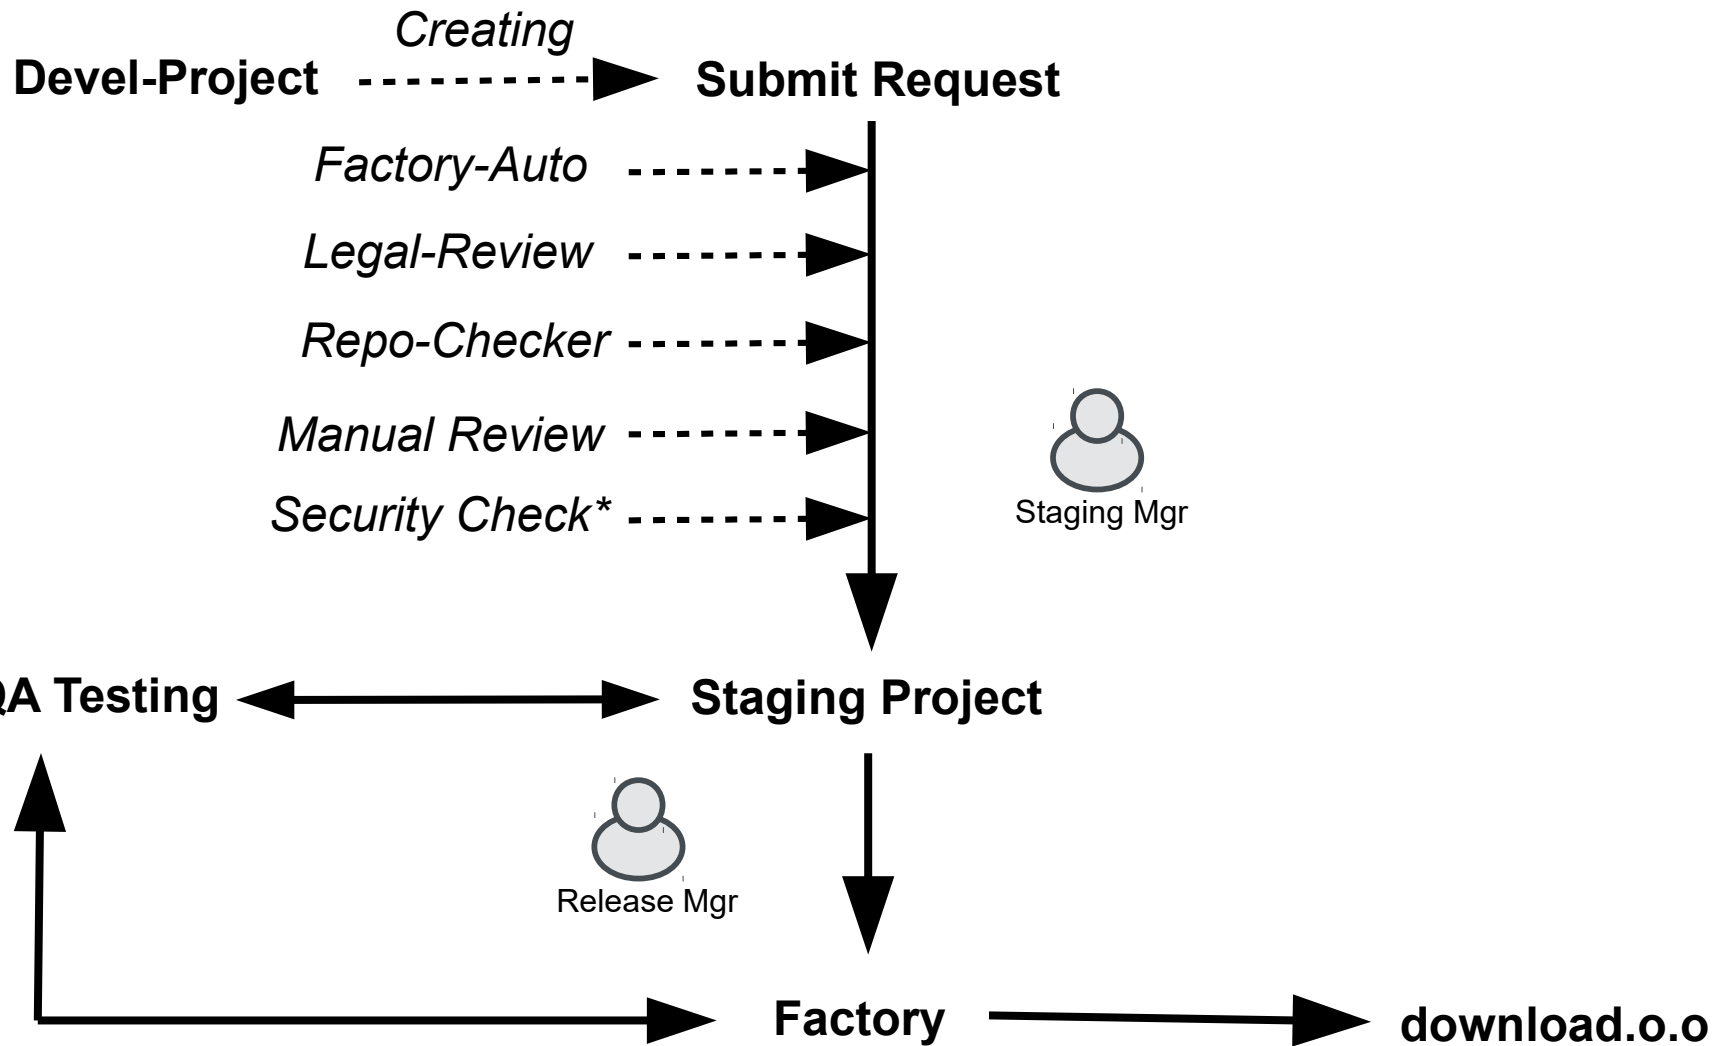 Creating
Devel-Project
Submit Request
Factory-Auto
Legal-Review
Repo-Checker
Manual Review
Security Check*
Staging Mgr
QA Testing
Staging Project
Release Mgr
Factory
download.o.o